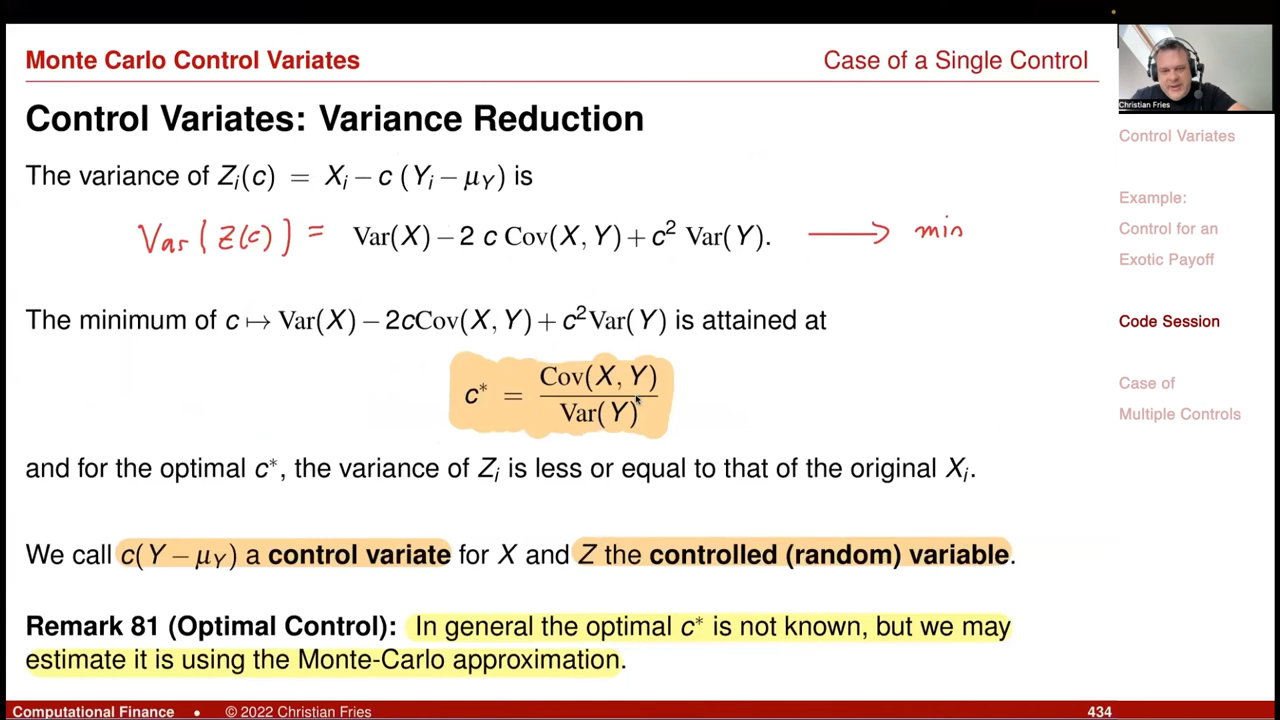 Monte Carlo Control Variates
Case of a Single Control
Control Variates: Variance Reduction
The variance of Zᵢ(c) = Xᵢ − c (Yᵢ − μ_Y) is
Var(Z(c)) = Var(X) − 2 c Cov(X, Y) + c² Var(Y). ⟶ min
The minimum of c ↦ Var(X) − 2cCov(X, Y) + c²Var(Y) is attained at
c* = Cov(X, Y) / Var(Y)
and for the optimal c*, the variance of Zᵢ is less or equal to that of the original Xᵢ.
We call c(Y − μ_Y) a control variate for X and Z the controlled (random) variable.
Remark 81 (Optimal Control): In general the optimal c* is not known, but we may
estimate it is using the Monte-Carlo approximation.
Computational Finance • © 2022 Christian Fries
434
Christian Fries
Control Variates
Example:
Control for an
Exotic Payoff
Code Session
Case of
Multiple Controls